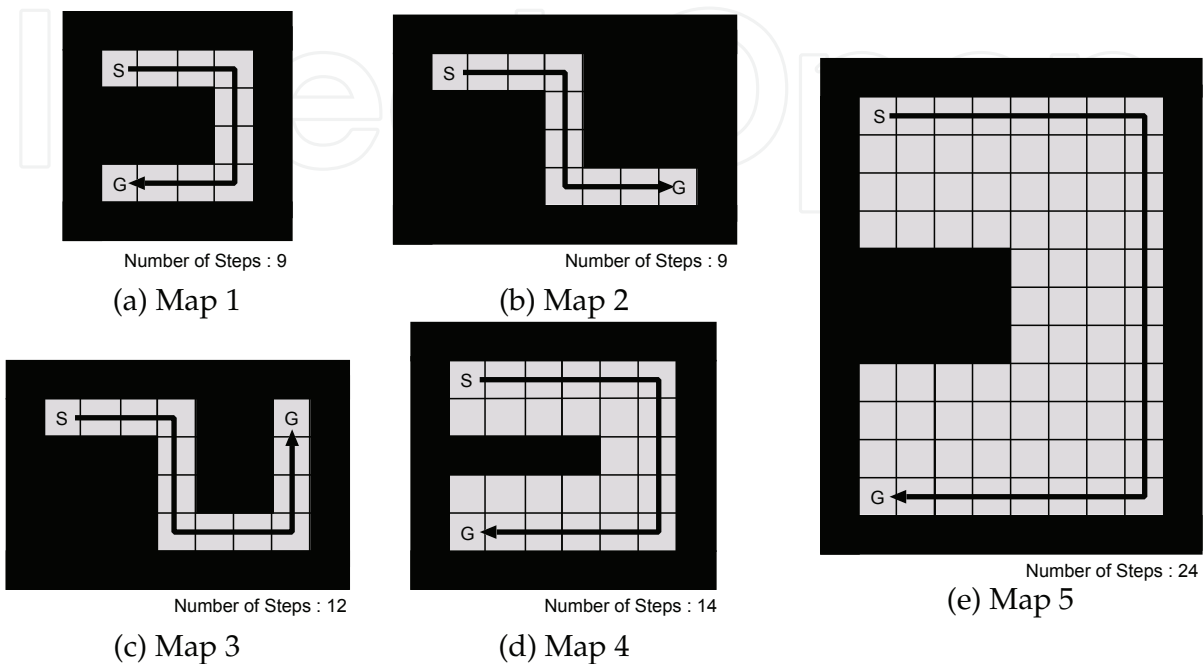 S
G
Number of Steps : 9
(a) Map 1
S
G
Number of Steps : 9
(b) Map 2
S
G
Number of Steps : 12
(c) Map 3
S
G
Number of Steps : 14
(d) Map 4
S
G
Number of Steps : 24
(e) Map 5